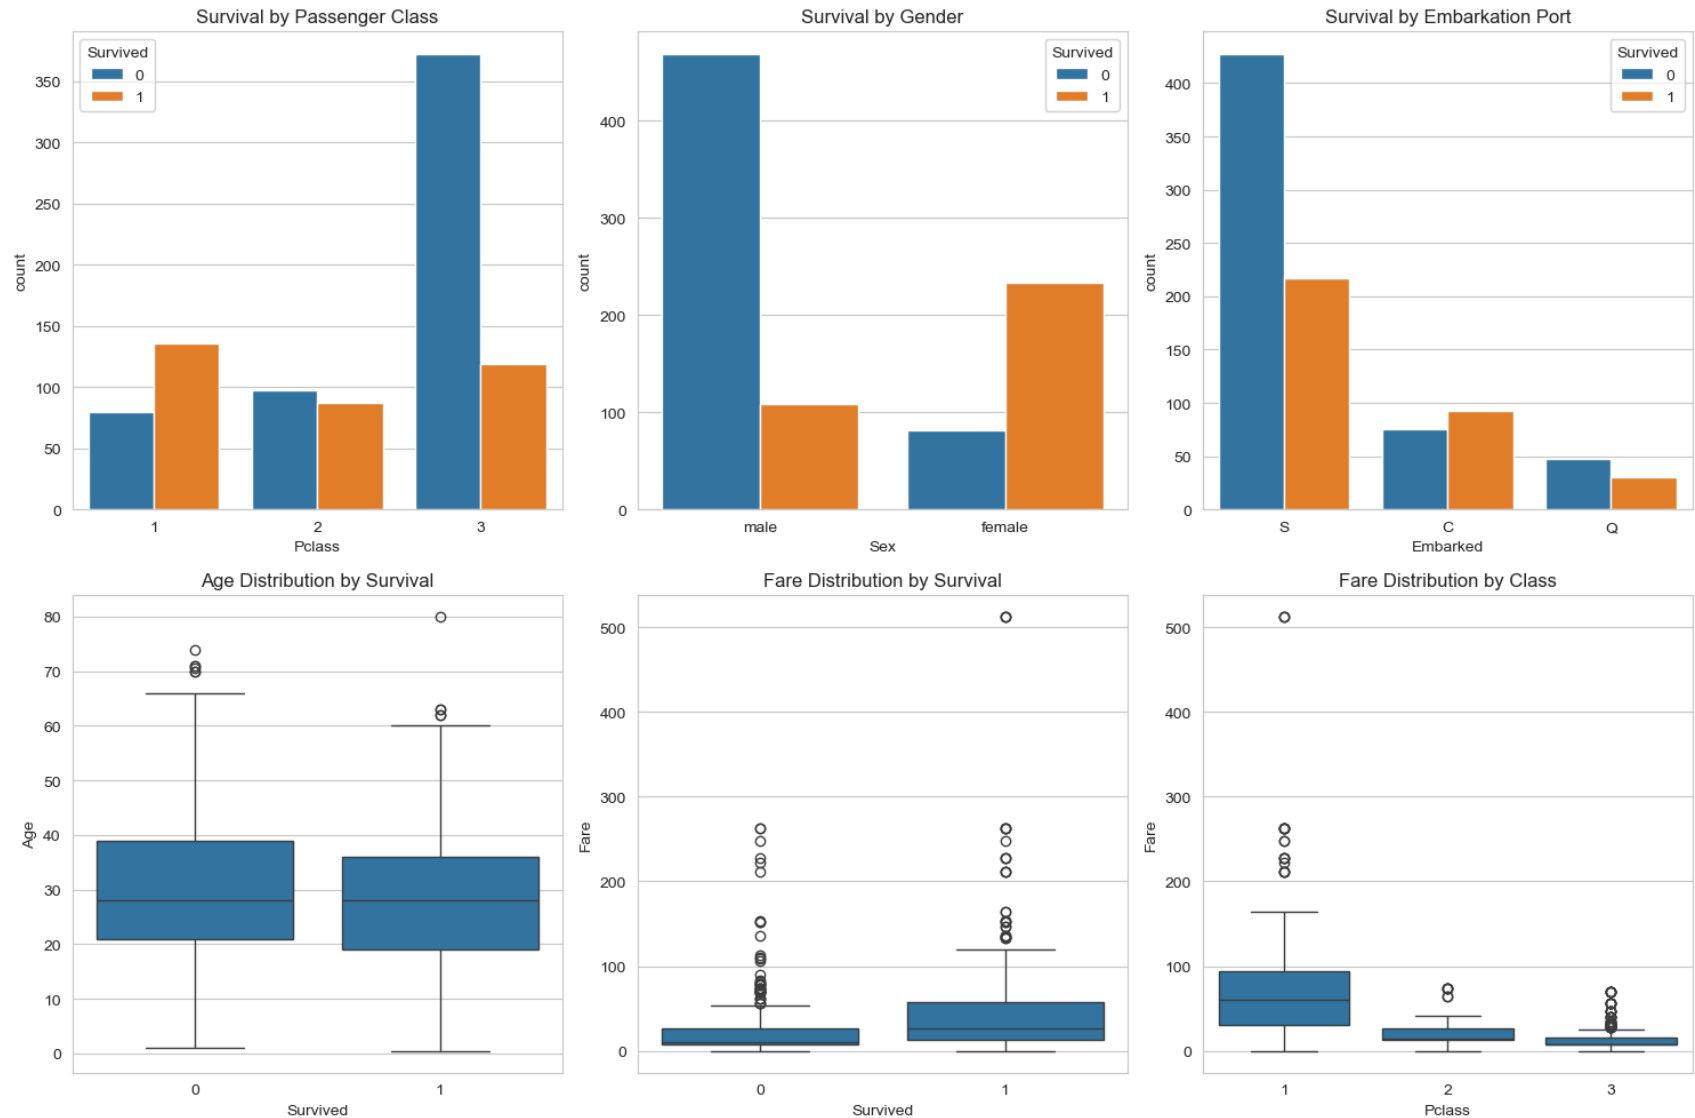 Survival by Passenger Class
Survived
0
1
350
300
250
200
150
100
50
0
count
1 2 3
Pclass
Survival by Gender
Survived
0
1
400
300
200
100
0
count
male female
Sex
Survival by Embarkation Port
Survived
0
1
400
350
300
250
200
150
100
50
0
count
S C Q
Embarked
Age Distribution by Survival
80
70
60
50
40
30
20
10
0
Age
0 1
Survived
Fare Distribution by Survival
500
400
300
200
100
0
Fare
0 1
Survived
Fare Distribution by Class
500
400
300
200
100
0
Fare
1 2 3
Pclass